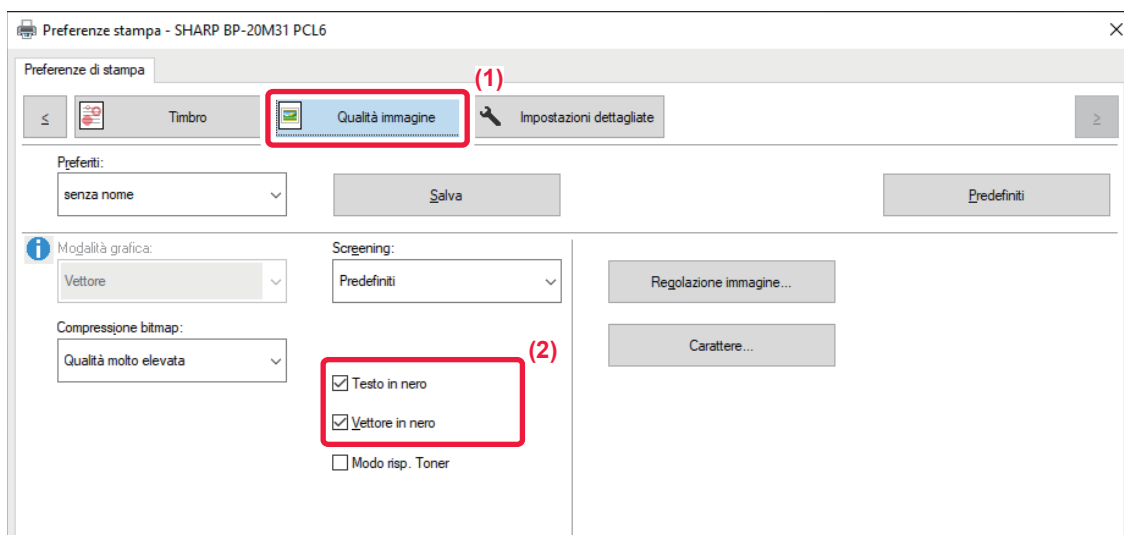 Preferenze stampa - SHARP BP-20M31 PCL6
Preferenze di stampa
(1)
≤ Timbro Qualità immagine Impostazioni dettagliate ≥
Preferiti:
senza nome Salva Predefiniti
Modalità grafica: Screening:
Vettore Predefiniti Regolazione immagine...
Compressione bitmap:
Qualità molto elevata (2) Carattere...
Testo in nero
Vettore in nero
Modo risp. Toner